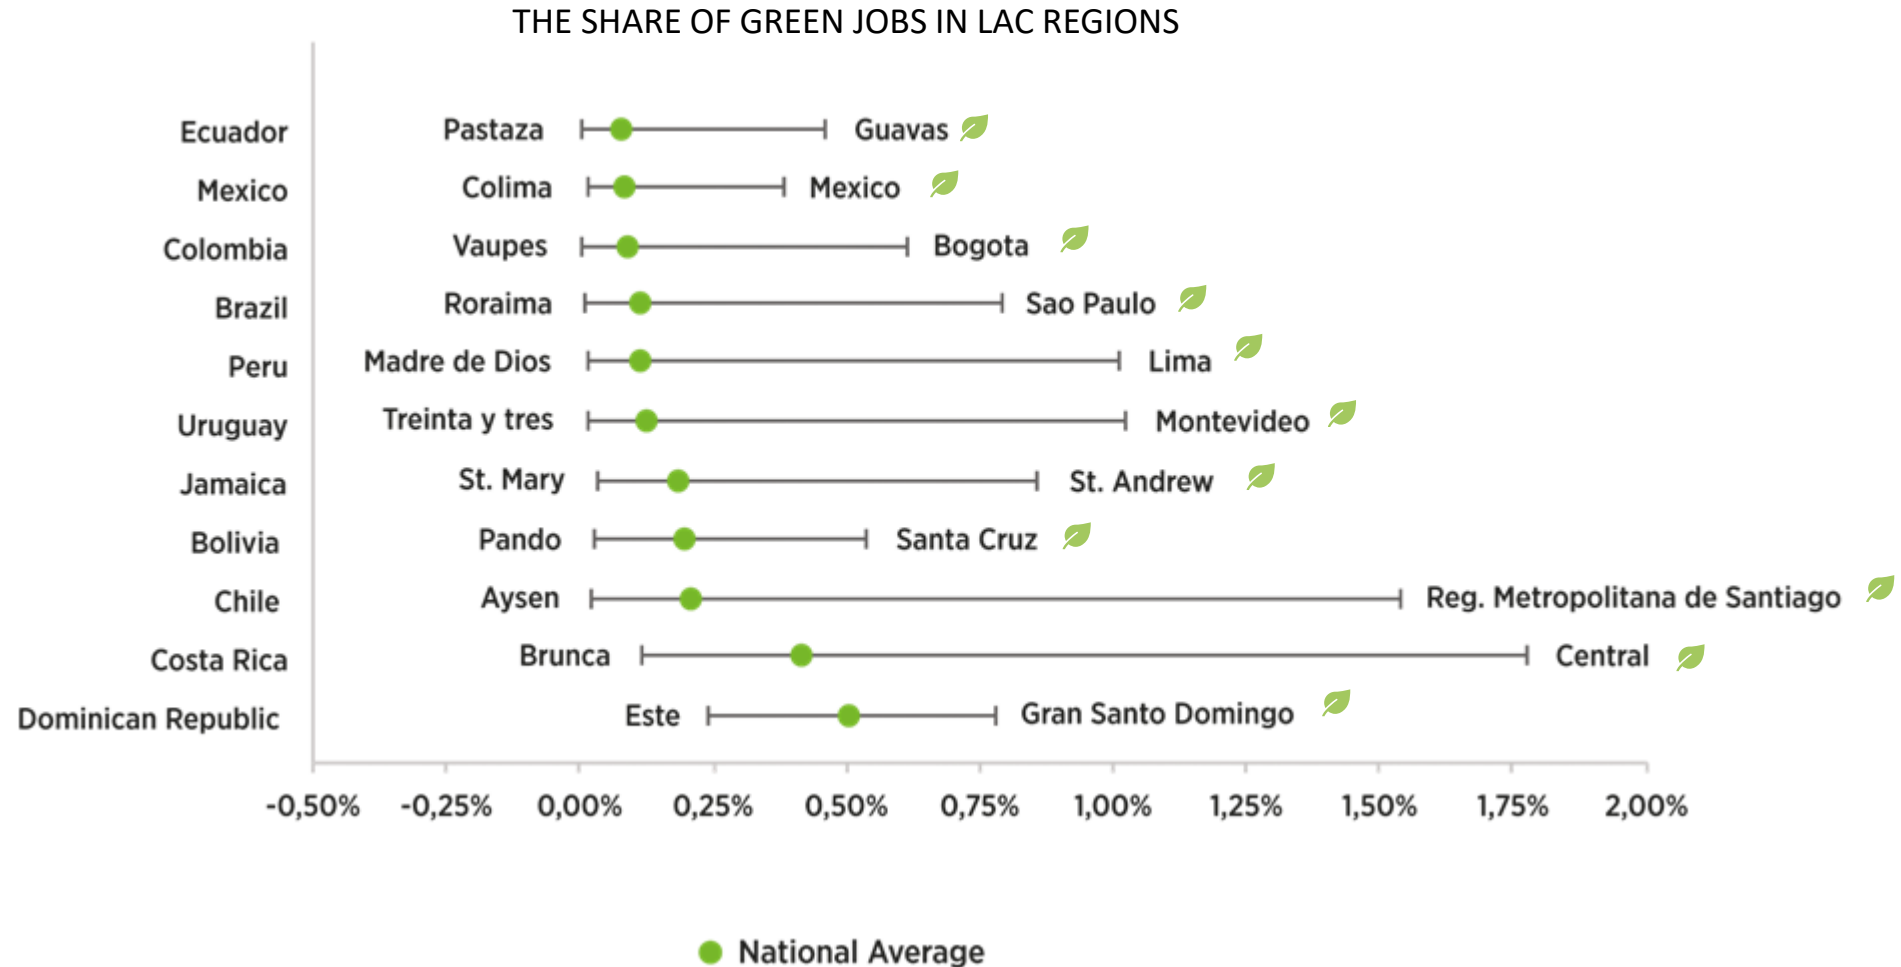 THE SHARE OF GREEN JOBS IN LAC REGIONS
Ecuador Pastaza Guavas
Mexico Colima Mexico
Colombia Vaupes Bogota
Brazil Roraima Sao Paulo
Peru Madre de Dios Lima
Uruguay Treinta y tres Montevideo
Jamaica St. Mary St. Andrew
Bolivia Pando Santa Cruz
Chile Aysen Reg. Metropolitana de Santiago
Costa Rica Brunca Central
Dominican Republic Este Gran Santo Domingo
-0,50% -0,25% 0,00% 0,25% 0,50% 0,75% 1,00% 1,25% 1,50% 1,75% 2,00%
National Average